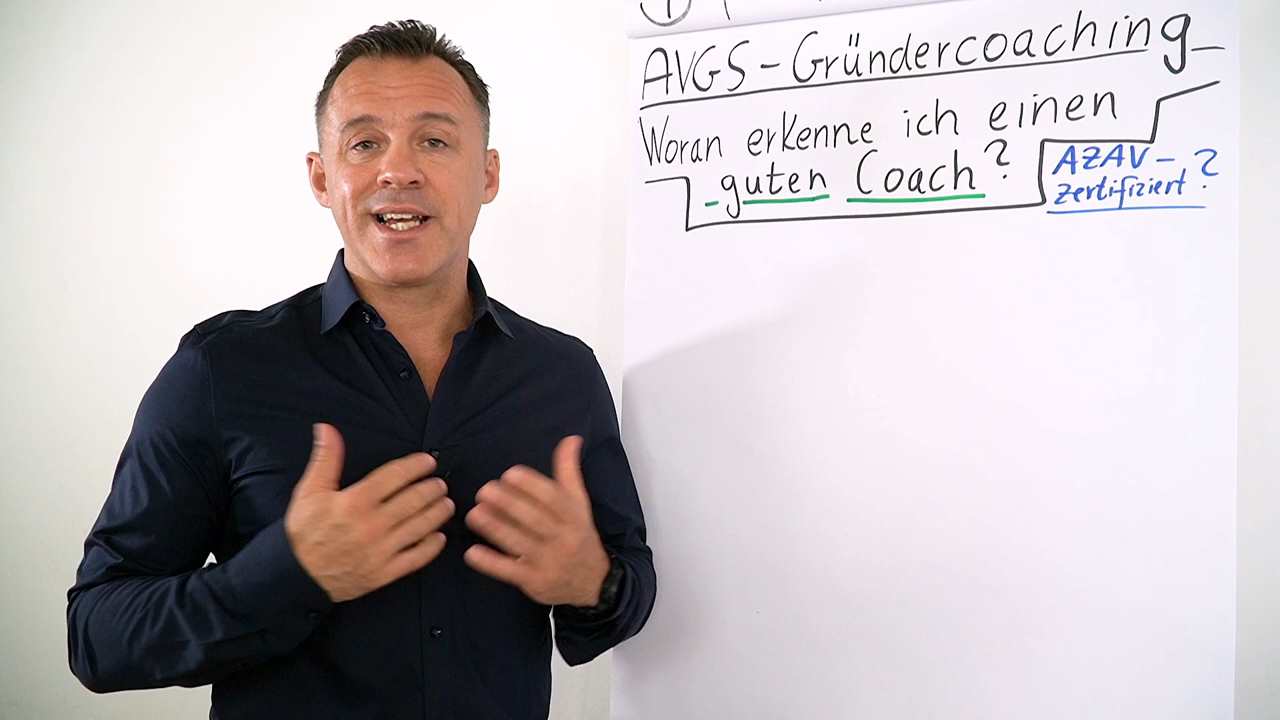 AVGS-Gründercoaching
Woran erkenne ich einen
guten Coach?
AZAV-
zertifiziert?